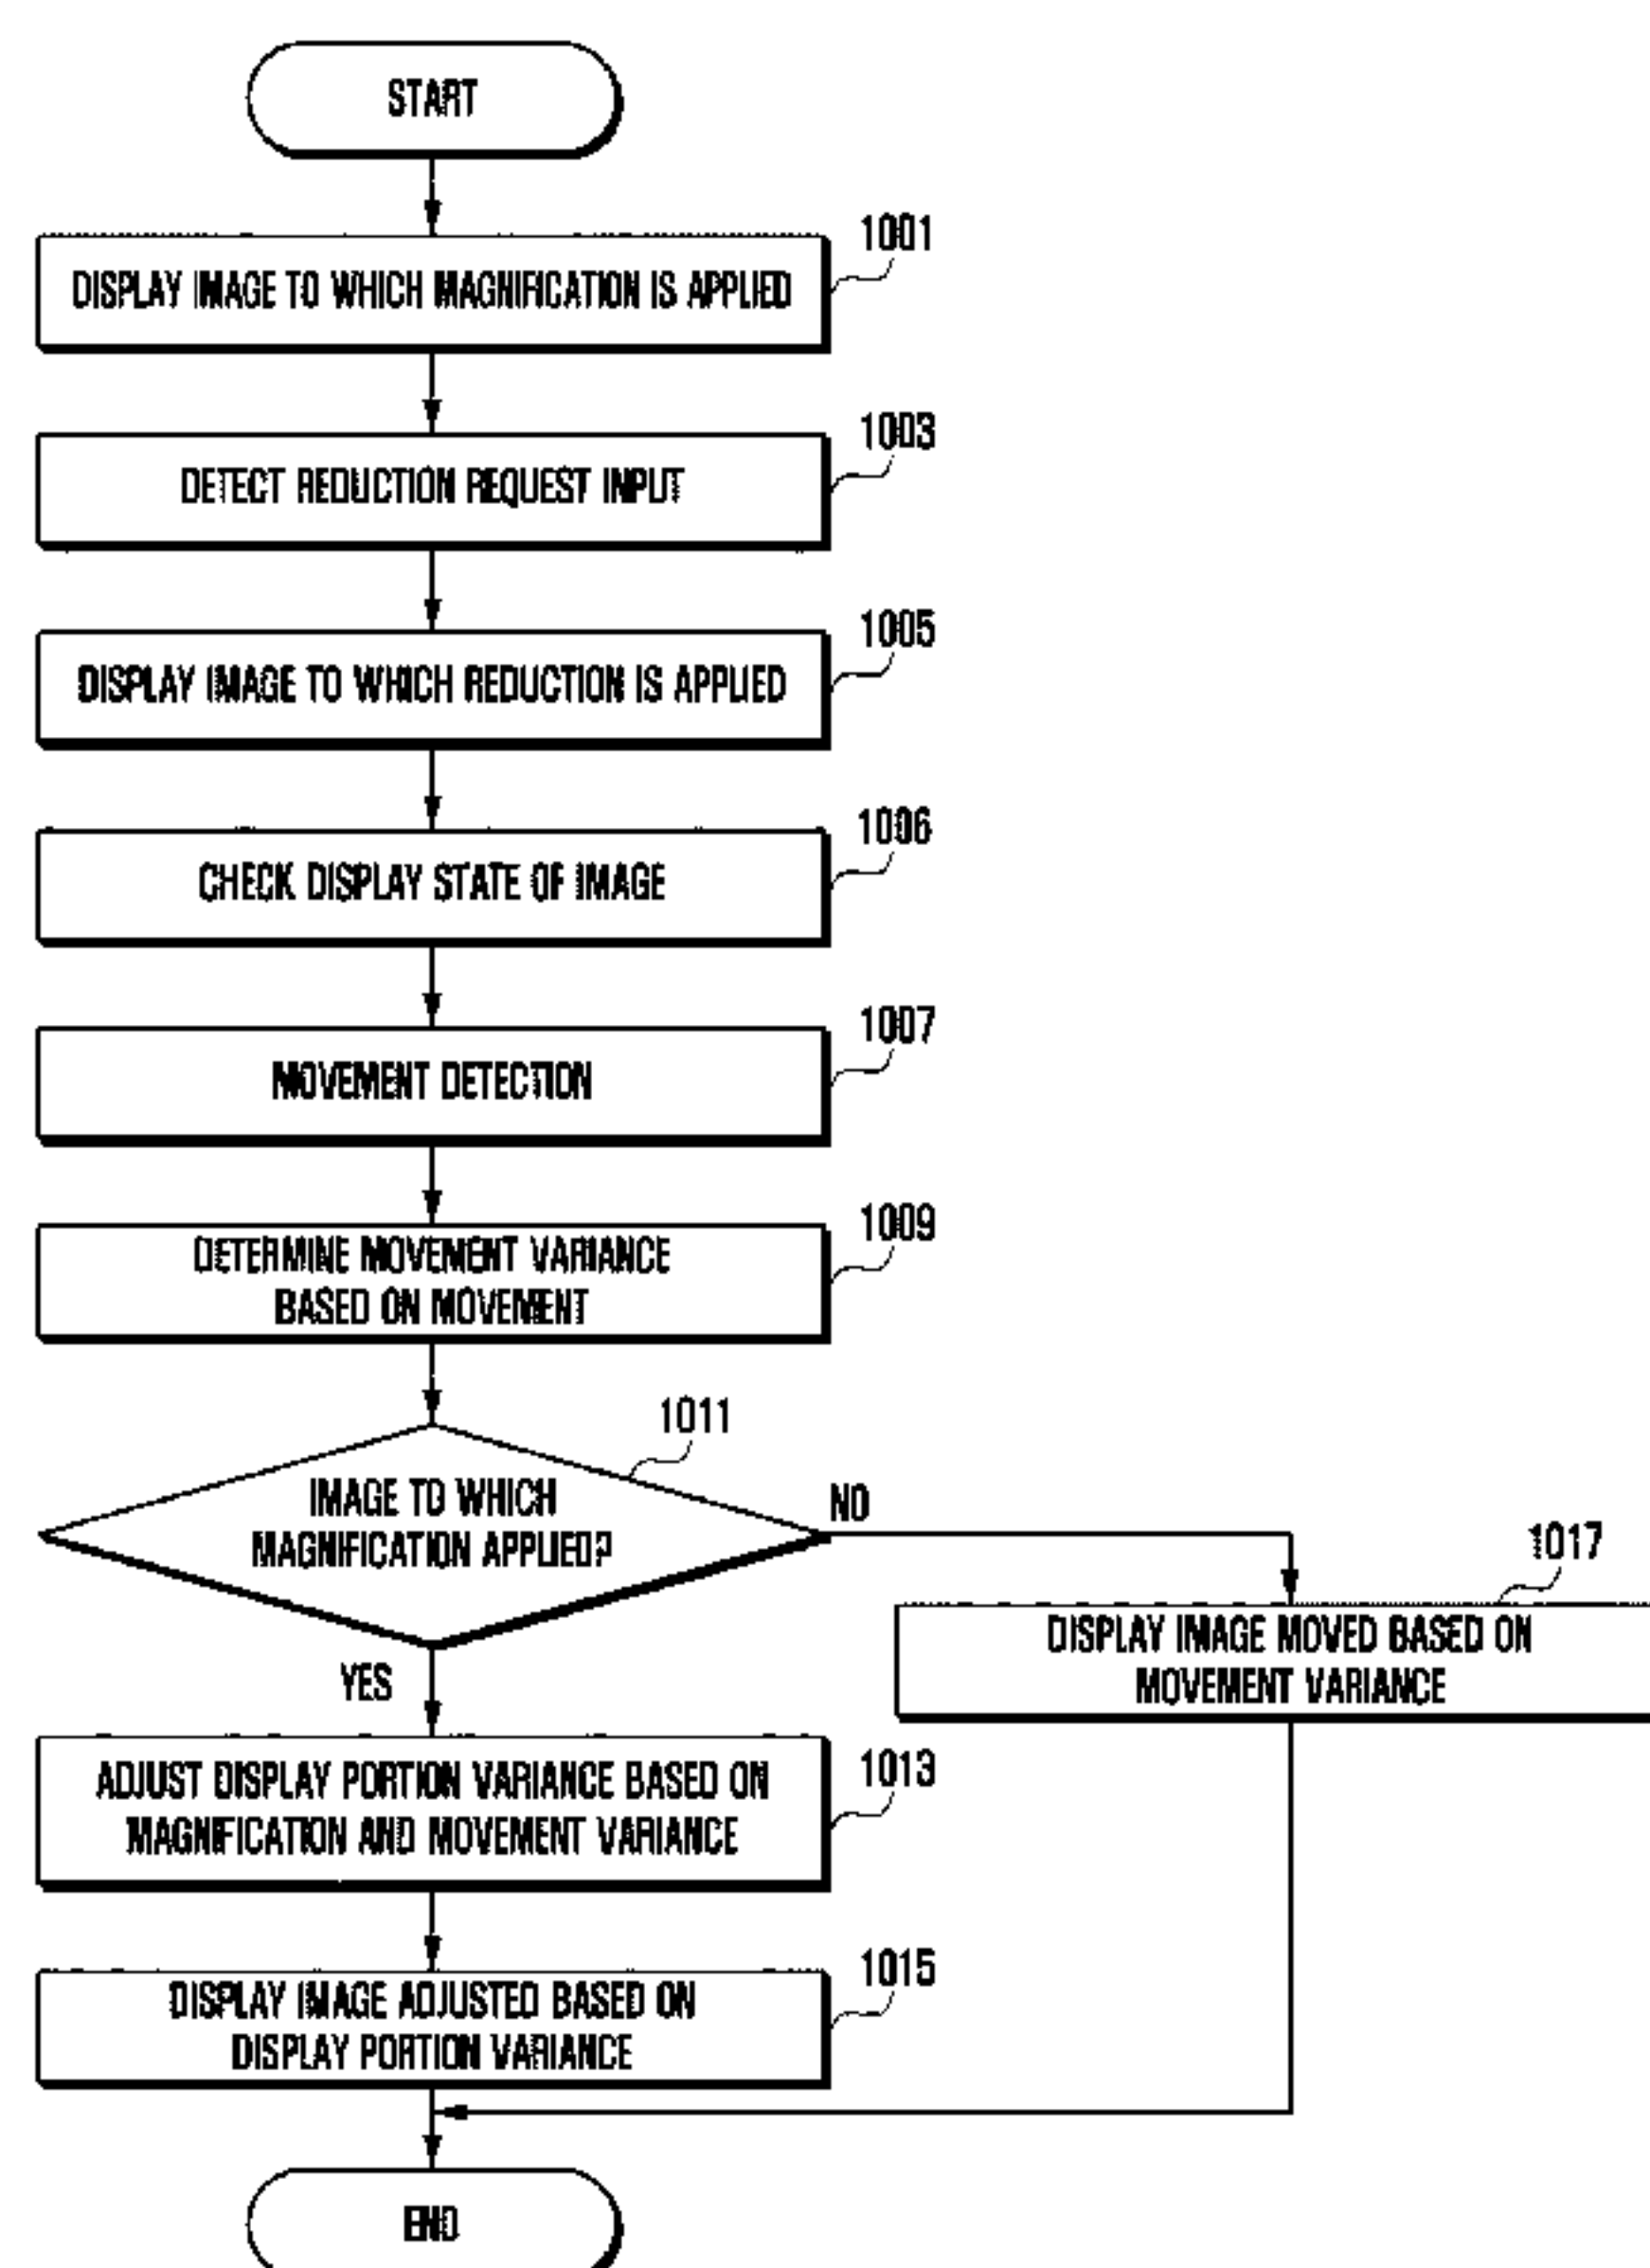 START
1001
DISPLAY IMAGE TO WHICH MAGNIFICATION IS APPLIED
1003
DETECT REDUCTION REQUEST INPUT
1005
DISPLAY IMAGE TO WHICH REDUCTION IS APPLIED
1006
CHECK DISPLAY STATE OF IMAGE
1007
MOVEMENT DETECTION
1009
DETERMINE MOVEMENT VARIANCE
BASED ON MOVEMENT
1011
IMAGE TO WHICH
MAGNIFICATION APPLIED?
NO
1017
DISPLAY IMAGE MOVED BASED ON
MOVEMENT VARIANCE
YES
1013
ADJUST DISPLAY PORTION VARIANCE BASED ON
MAGNIFICATION AND MOVEMENT VARIANCE
1015
DISPLAY IMAGE ADJUSTED BASED ON
DISPLAY PORTION VARIANCE
END